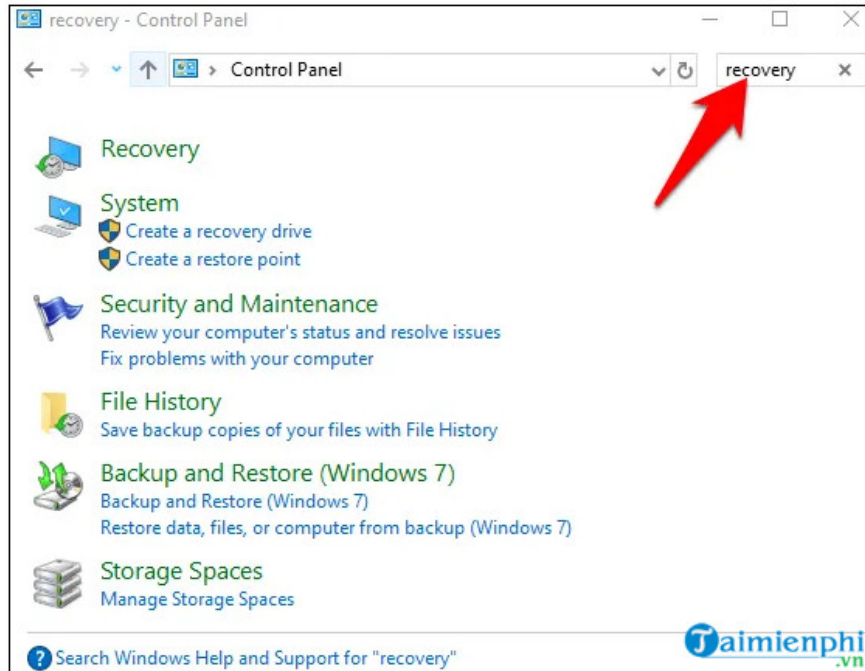 recovery - Control Panel
Control Panel
recovery
Recovery
System
Create a recovery drive
Create a restore point
Security and Maintenance
Review your computer's status and resolve issues
Fix problems with your computer
File History
Save backup copies of your files with File History
Backup and Restore (Windows 7)
Backup and Restore (Windows 7)
Restore data, files, or computer from backup (Windows 7)
Storage Spaces
Manage Storage Spaces
Search Windows Help and Support for "recovery"
Taimienphi
.vn